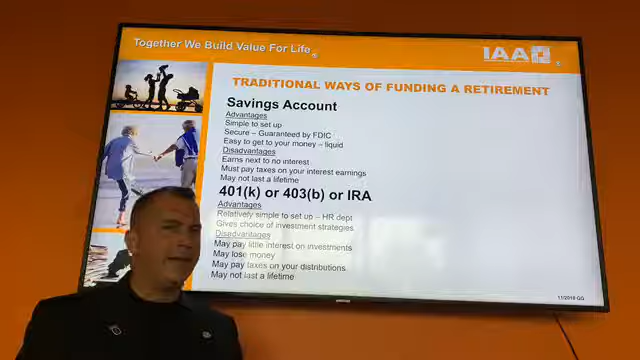 Together We Build Value For Life
IAA
TRADITIONAL WAYS OF FUNDING A RETIREMENT
Savings Account
Advantages
Simple to set up
Secure – Guaranteed by FDIC
Easy to get to your money – liquid
Disadvantages
Earns next to no interest
Must pay taxes on your interest earnings
May not last a lifetime
401(k) or 403(b) or IRA
Advantages
Relatively simple to set up – HR dept
Gives choice of investment strategies
Disadvantages
May pay little interest on investments
May lose money
May pay taxes on your distributions
May not last a lifetime
11/2018 GG